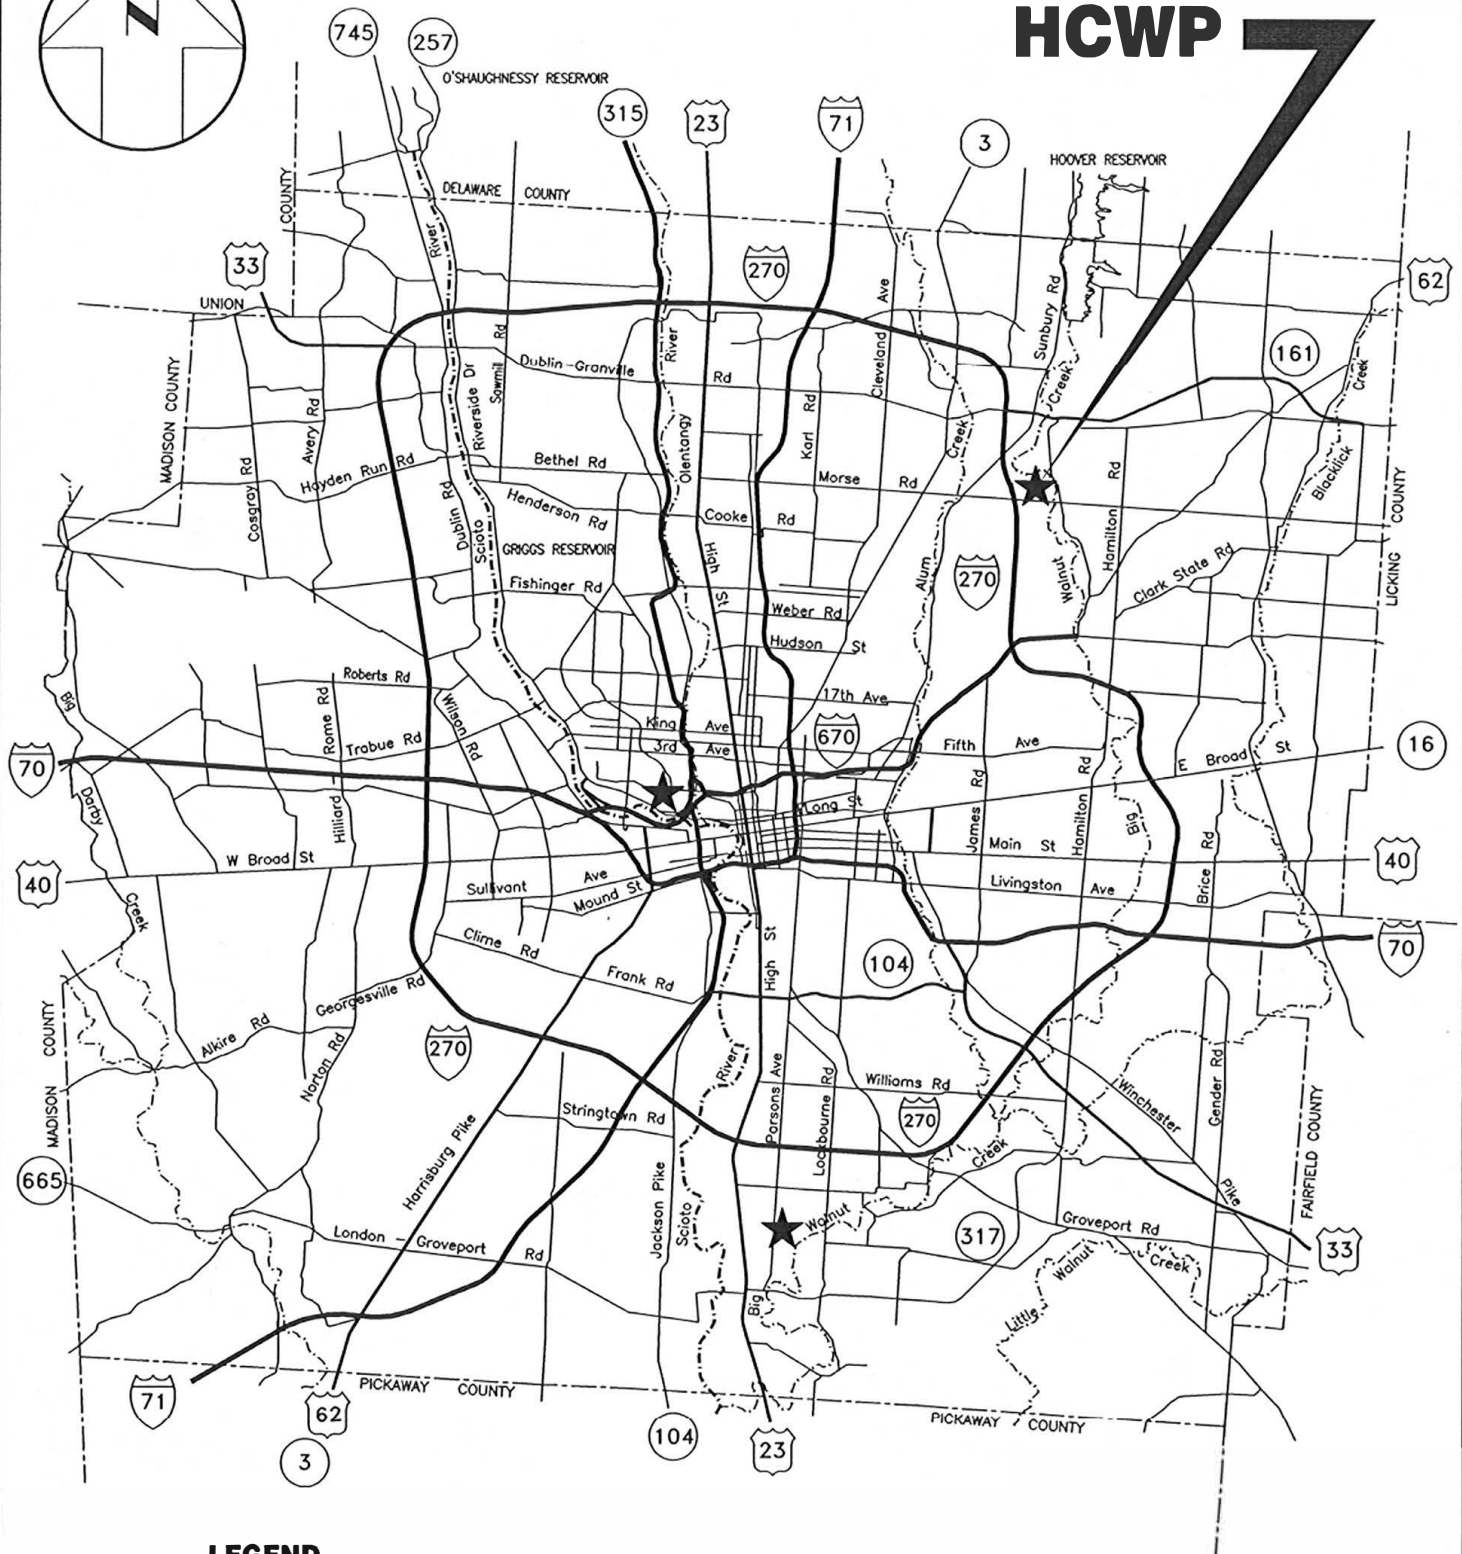 N
HCWP
745
257
O'SHAUGHNESSY RESERVOIR
315
23
71
3
HOOVER RESERVOIR
COUNTY
DELAWARE COUNTY
River
33
270
62
UNION
Ave
Cleveland
Sunbury Rd
161
Rd
Sawmill
River
Dublin-Granville
Rd
Creek
Creek
MADISON COUNTY
Riverside Dr
Avery Rd
Karl Rd
Olentangy
Creek
Hayden Run Rd
Bethel Rd
Morse Rd
Rd
Hamilton
Blacklick
Cosgray Rd
Dublin Rd
Scioto
Henderson Rd
Cooke Rd
COUNTY
LICKING
GRIGGS RESERVOIR
High St
Fishinger Rd
Alum
270
Walnut
Clark State Rd
Weber Rd
Hudson St
Roberts Rd
Big
Rome Rd
Wilson Rd
17th Ave
King Ave
3rd Ave
670
Trabue Rd
Fifth Ave
E Broad St
16
70
Darby
Hilliard
Long St
James Rd
Hamilton Rd
Big
Main St
Brice Rd
W Broad St
40
40
Sullivant Ave
Mound St
Livingston Ave
Creek
Clime Rd
High St
104
70
Frank Rd
Georgesville Rd
MADISON COUNTY
Alkire Rd
Norton Rd
270
River
Parsons Ave
Lockbourne Rd
Williams Rd
270
Winchester
Pike
Gender Rd
FAIRFIELD COUNTY
Stringtown Rd
Creek
Harrisburg Pike
665
Jackson Pike
Scioto
Walnut
317
Groveport Rd
33
London - Groveport Rd
Walnut
Creek
Little
Big
71
PICKAWAY COUNTY
62
3
104
23
PICKAWAY COUNTY
LEGEND